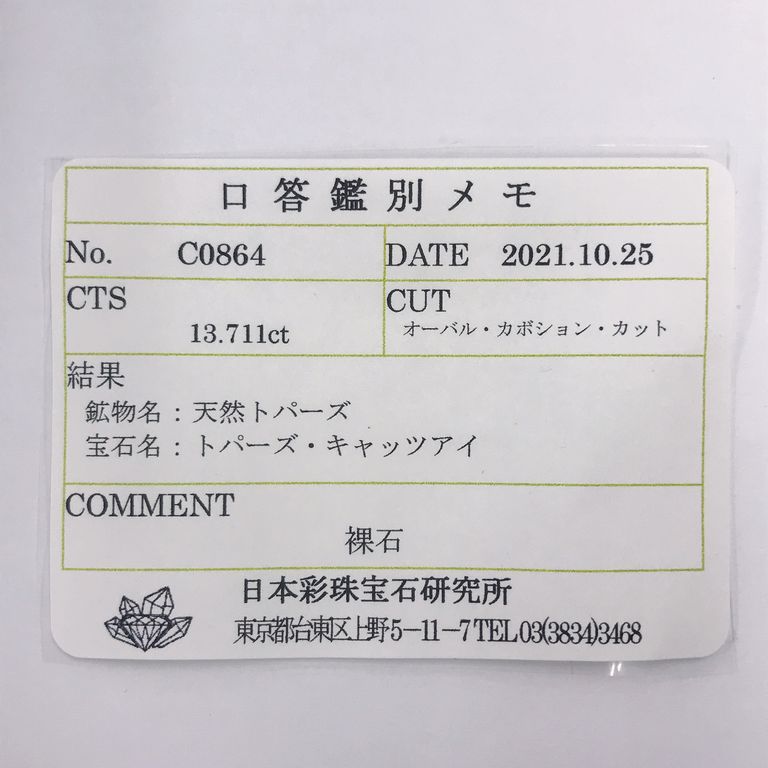 口答鑑別メモ
No. C0864 DATE 2021.10.25
CTS
13.711ct
CUT
オーバル・カボション・カット
結果
鉱物名：天然トパーズ
宝石名：トパーズ・キャッツアイ
COMMENT
裸石
日本彩珠宝石研究所
東京都台東区上野5－11－7 TEL 03(3834)3468